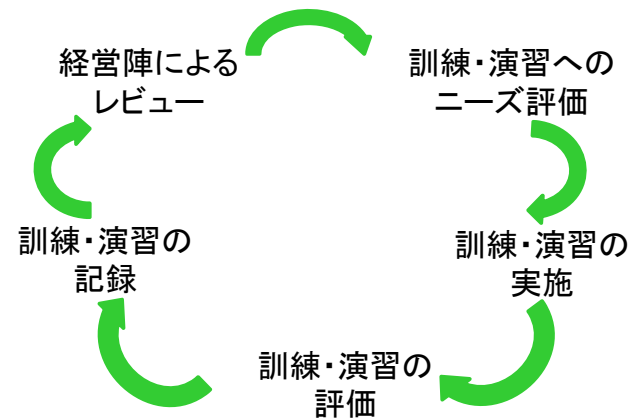 経営陣による
レビュー
訓練・演習への
ニーズ評価
訓練・演習の
実施
訓練・演習の
評価
訓練・演習の
記録